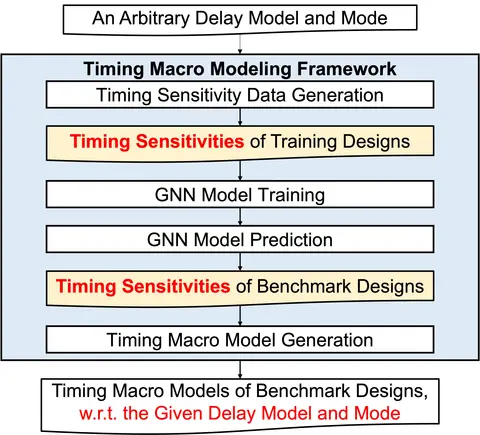 An Arbitrary Delay Model and Mode
Timing Macro Modeling Framework
Timing Sensitivity Data Generation
Timing Sensitivities of Training Designs
GNN Model Training
GNN Model Prediction
Timing Sensitivities of Benchmark Designs
Timing Macro Model Generation
Timing Macro Models of Benchmark Designs,
w.r.t. the Given Delay Model and Mode